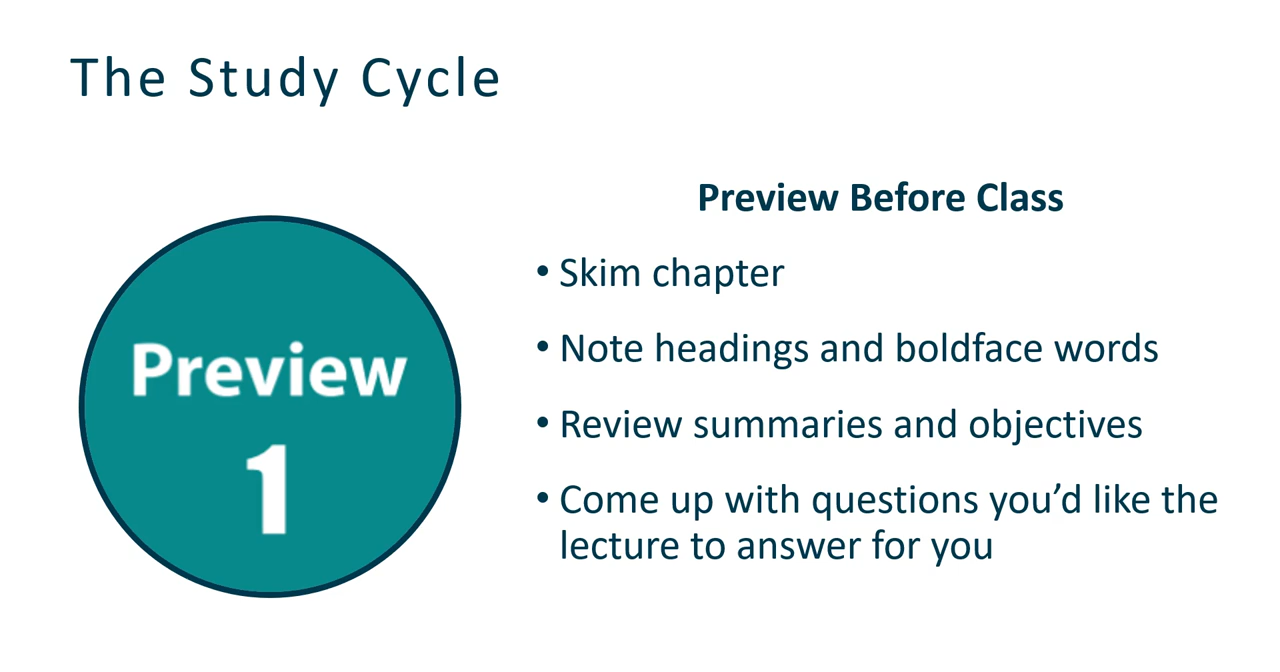 The Study Cycle
Preview
1
Preview Before Class
• Skim chapter
• Note headings and boldface words
• Review summaries and objectives
• Come up with questions you’d like the
lecture to answer for you